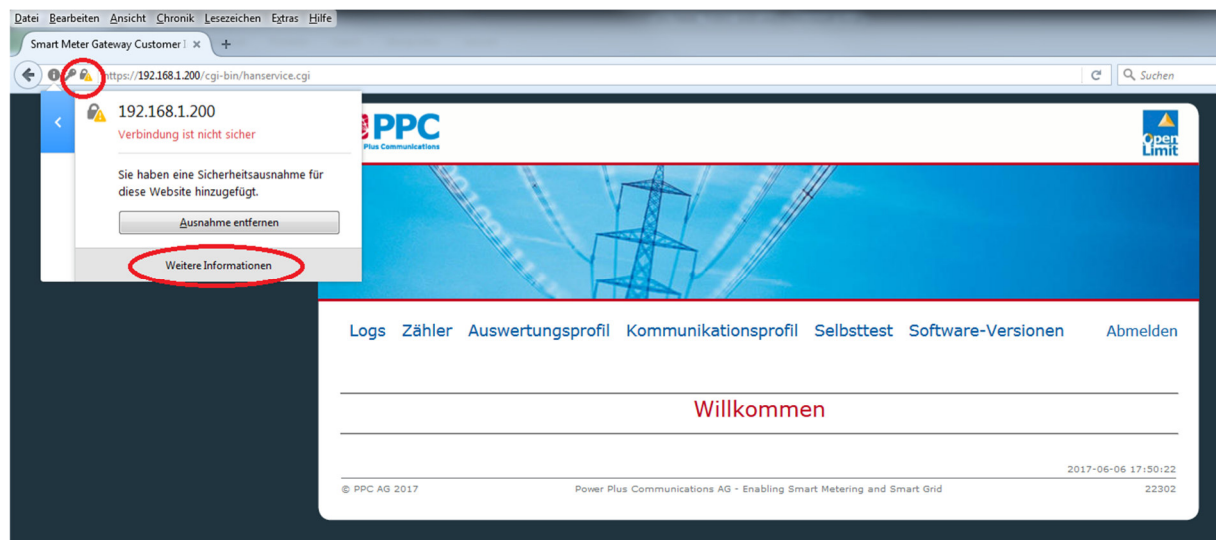 Datei Bearbeiten Ansicht Chronik Lesezeichen Extras Hilfe
Smart Meter Gateway Customer I
https://192.168.1.200/cgi-bin/hanservice.cgi
Suchen
192.168.1.200
Verbindung ist nicht sicher
Sie haben eine Sicherheitsausnahme für
diese Website hinzugefügt.
Ausnahme entfernen
Weitere Informationen
PPC
Plus Communications
Open
Limit
Logs Zähler Auswertungsprofil Kommunikationsprofil Selbsttest Software-Versionen Abmelden
Willkommen
2017-06-06 17:50:22
© PPC AG 2017 Power Plus Communications AG - Enabling Smart Metering and Smart Grid 22302